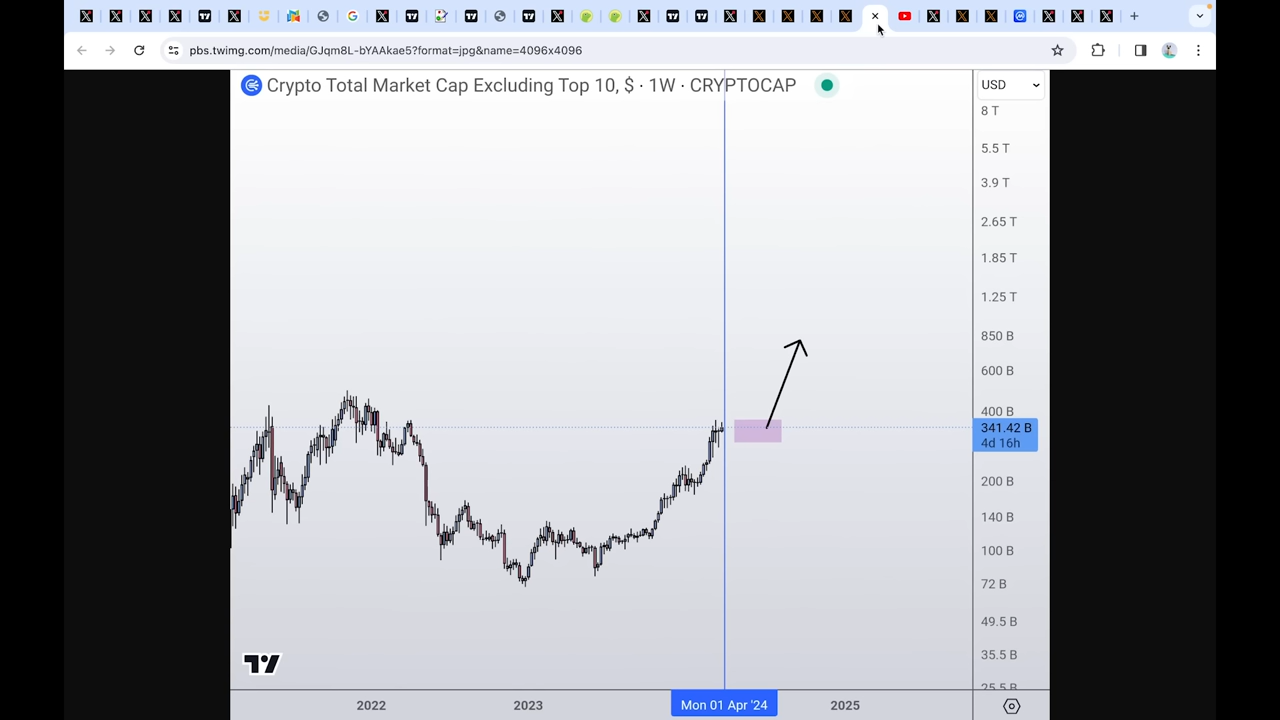 pbs.twimg.com/media/GJqm8L-bYAAkae5?format=jpg&name=4096x4096
Crypto Total Market Cap Excluding Top 10, $ · 1W · CRYPTOCAP
USD
8 T
5.5 T
3.9 T
2.65 T
1.85 T
1.25 T
850 B
600 B
400 B
341.42 B
4d 16h
200 B
140 B
100 B
72 B
49.5 B
35.5 B
25.5 B
2022
2023
Mon 01 Apr '24
2025